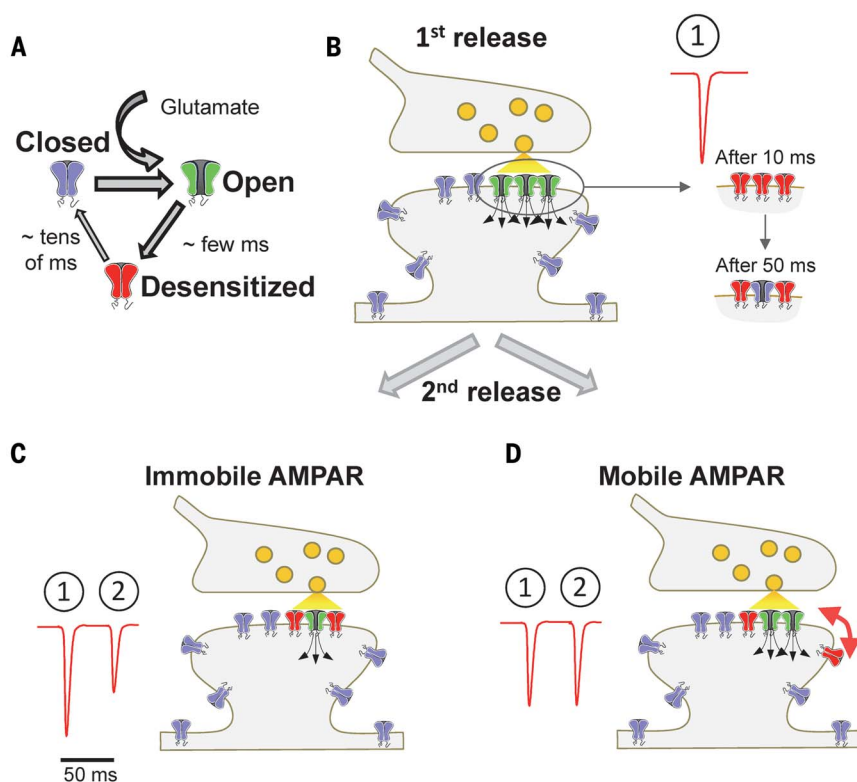 A
Glutamate
Closed
Open
~ tens
of ms
~ few ms
Desensitized
B
1st release
1
After 10 ms
After 50 ms
2nd release
C
Immobile AMPAR
1
2
50 ms
D
Mobile AMPAR
1
2